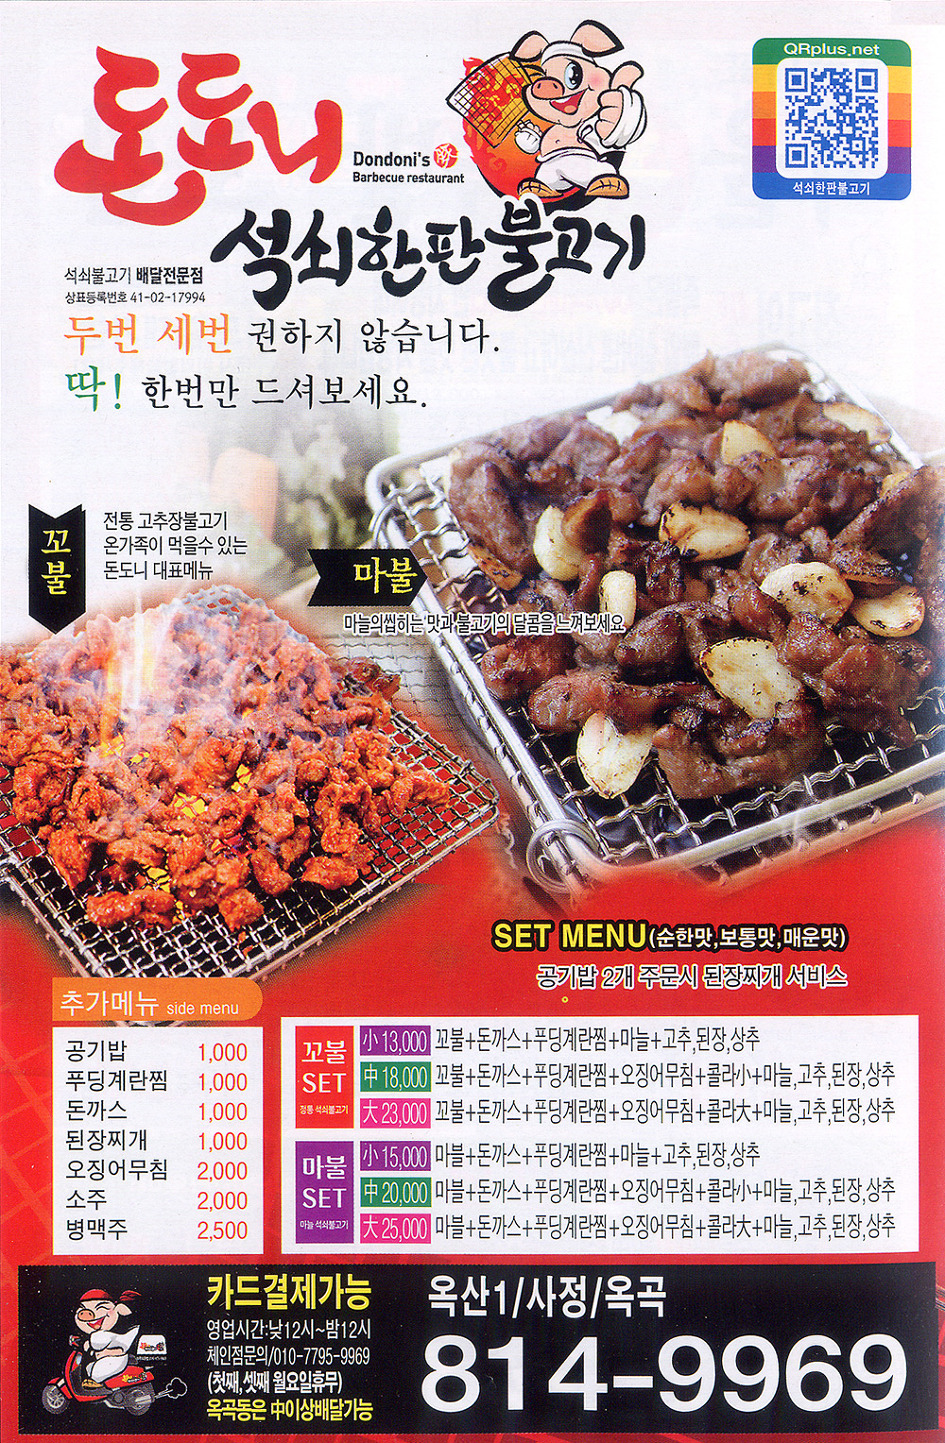 돈도니
Dondoni's
Barbecue restaurant
QRplus.net
석쇠한판불고기
석쇠한판불고기
석쇠불고기 배달전문점
상표등록번호 41-02-17994
두번 세번 권하지 않습니다.
딱! 한번만 드셔보세요.
꼬불
전통 고추장불고기
온가족이 먹을수 있는
돈도니 대표메뉴
마불
마늘의씹히는 맛과 불고기의 달콤을 느껴보세요
SET MENU(순한맛,보통맛,매운맛)
공기밥 2개 주문시 된장찌개 서비스
추가메뉴 side menu
공기밥 1,000
푸딩계란찜 1,000
돈까스 1,000
된장찌개 1,000
오징어무침 2,000
소주 2,000
병맥주 2,500
꼬불
SET
정통 석쇠불고기
小 13,000 꼬불+돈까스+푸딩계란찜+마늘+고추,된장,상추
中 18,000 꼬불+돈까스+푸딩계란찜+오징어무침+콜라小+마늘,고추,된장,상추
大 23,000 꼬불+돈까스+푸딩계란찜+오징어무침+콜라大+마늘,고추,된장,상추
마불
SET
마늘 석쇠불고기
小 15,000 마블+돈까스+푸딩계란찜+마늘+고추,된장,상추
中 20,000 마블+돈까스+푸딩계란찜+오징어무침+콜라小+마늘,고추,된장,상추
大 25,000 마블+돈까스+푸딩계란찜+오징어무침+콜라大+마늘,고추,된장,상추
카드결제가능
영업시간:낮12시~밤12시
체인점문의/010-7795-9969
(첫째,셋째 월요일휴무)
옥곡동은 中이상배달가능
옥산1/사정/옥곡
814-9969